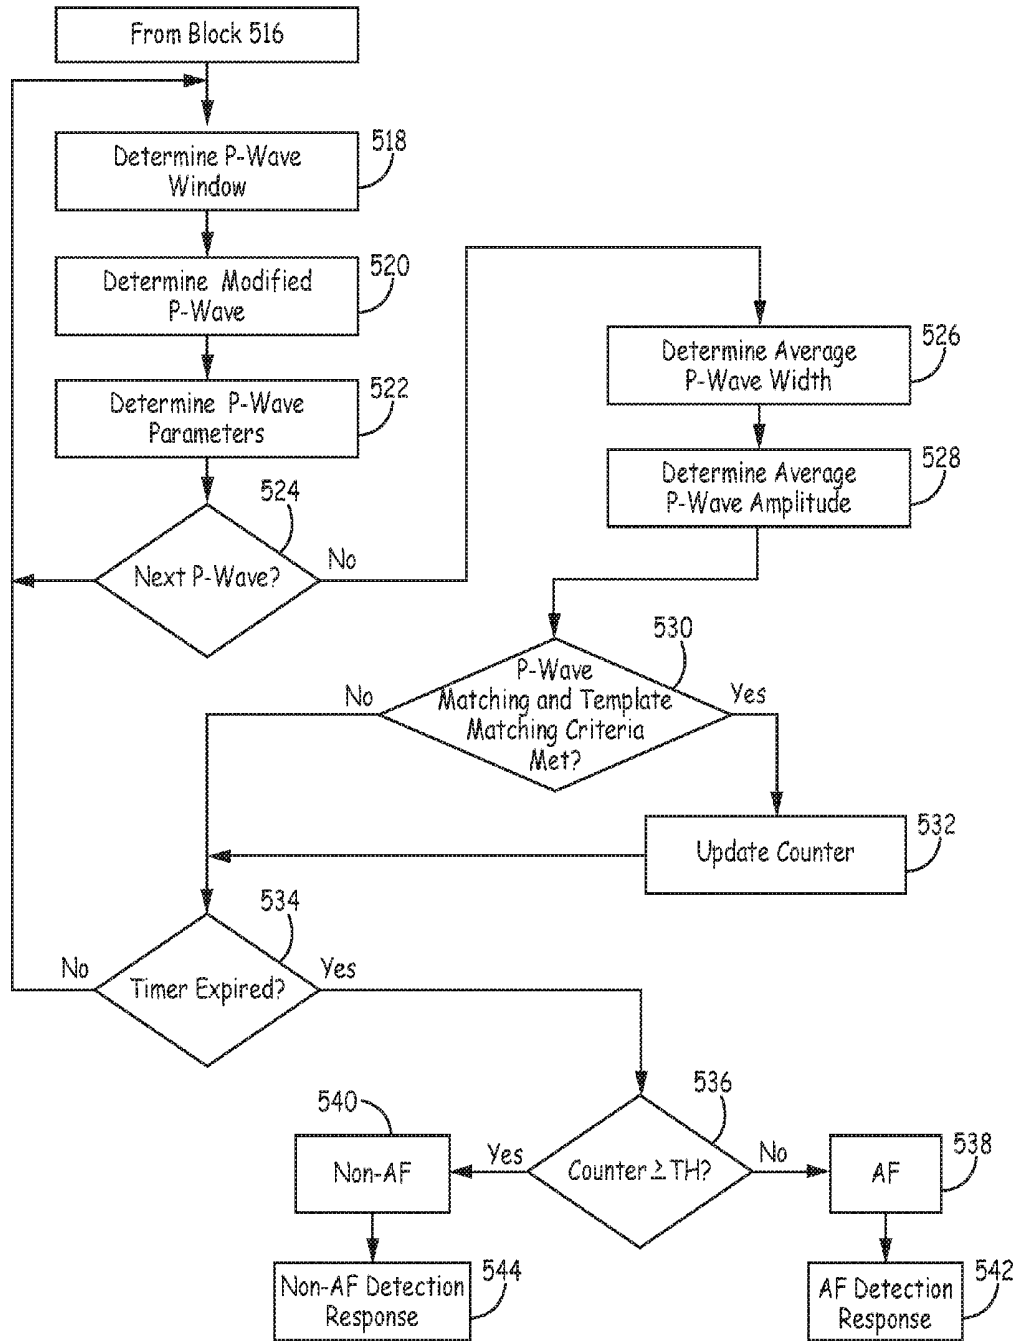 From Block 516
518
Determine P-Wave
Window
520
Determine Modified
P-Wave
522
Determine P-Wave
Parameters
524
Next P-Wave?
No
526
Determine Average
P-Wave Width
528
Determine Average
P-Wave Amplitude
530
P-Wave
Matching and Template
Matching Criteria
Met?
No
Yes
532
Update Counter
534
Timer Expired?
No
Yes
536
Counter ≥ TH?
Yes
No
540
Non-AF
538
AF
544
Non-AF Detection
Response
542
AF Detection
Response